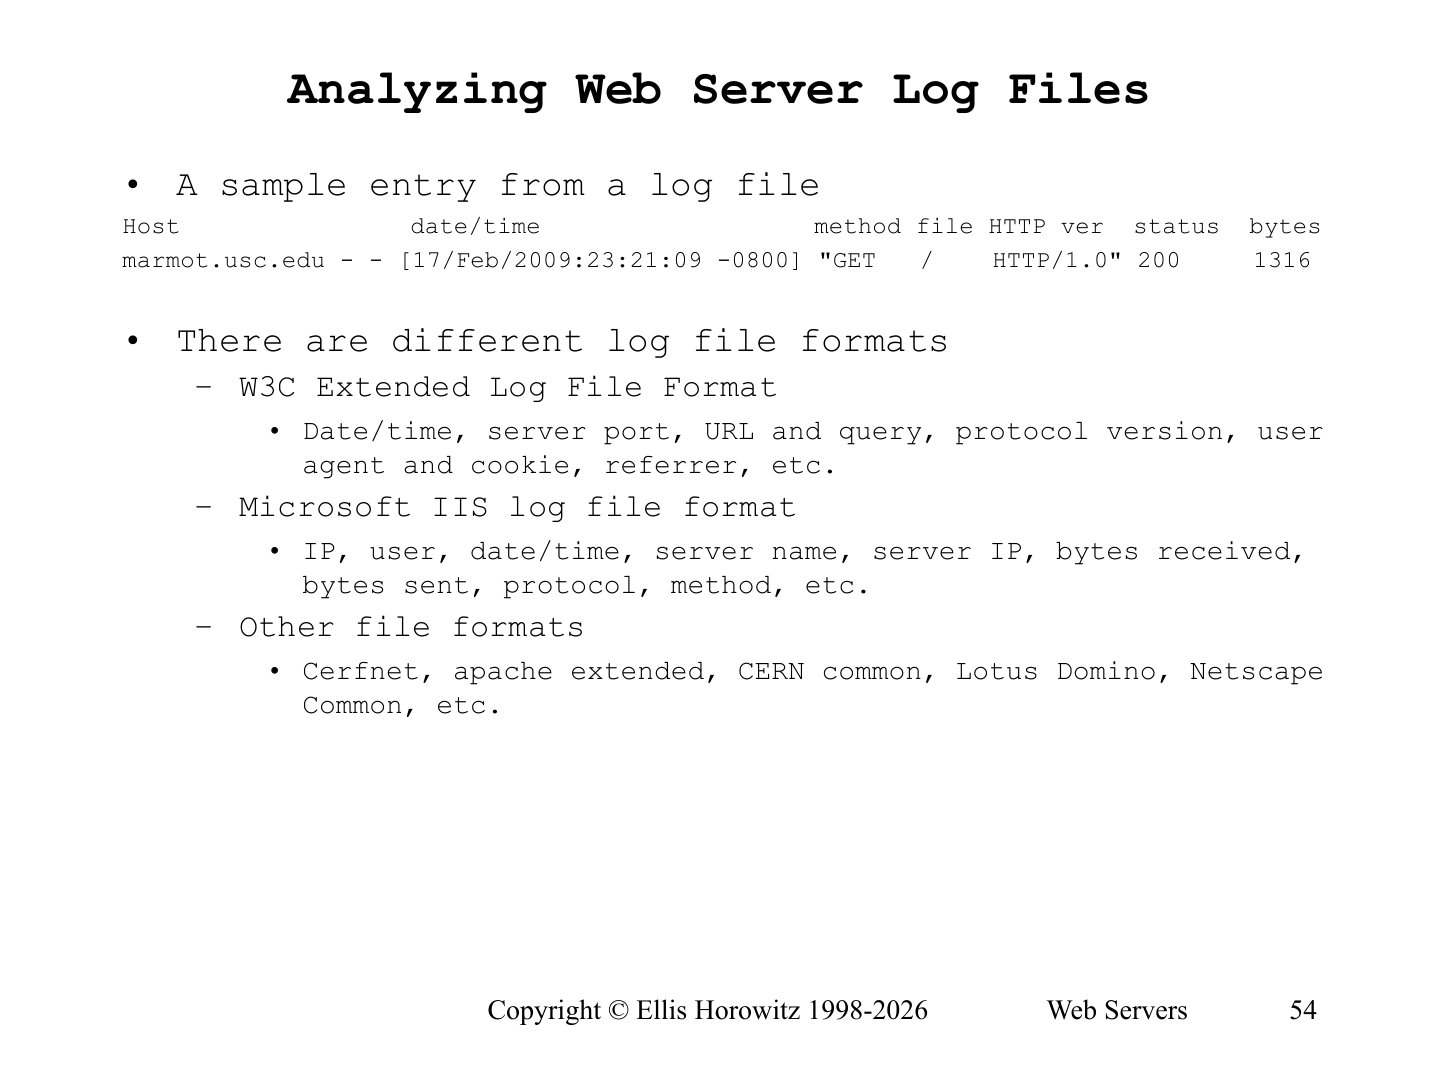 Analyzing Web Server Log Files
• A sample entry from a log file
Host date/time method file HTTP ver status bytes
marmot.usc.edu - - [17/Feb/2009:23:21:09 -0800] "GET / HTTP/1.0" 200 1316
• There are different log file formats
– W3C Extended Log File Format
• Date/time, server port, URL and query, protocol version, user
agent and cookie, referrer, etc.
– Microsoft IIS log file format
• IP, user, date/time, server name, server IP, bytes received,
bytes sent, protocol, method, etc.
– Other file formats
• Cerfnet, apache extended, CERN common, Lotus Domino, Netscape
Common, etc.
Copyright © Ellis Horowitz 1998-2026 Web Servers 54